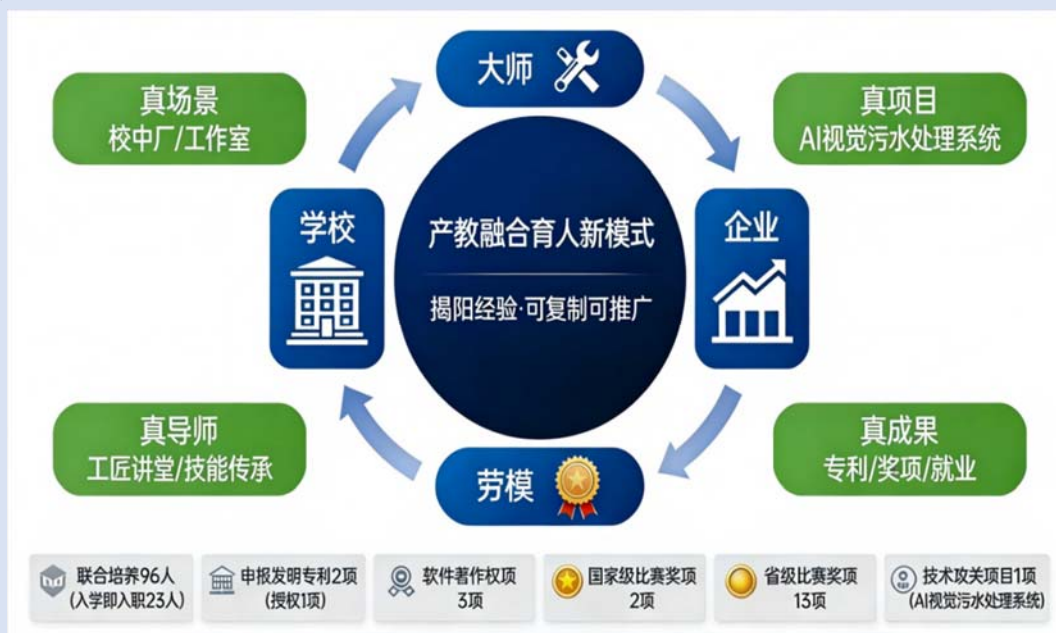 大师
真场景
校中厂/工作室
真项目
AI视觉污水处理系统
学校
产教融合育人新模式
揭阳经验·可复制可推广
企业
真导师
工匠讲堂/技能传承
劳模
真成果
专利/奖项/就业
联合培养96人
(入学即入职23人)
申报发明专利2项
(授权1项)
软件著作权项
3项
国家级比赛奖项
2项
省级比赛奖项
13项
技术攻关项目1项
(AI视觉污水处理系统)